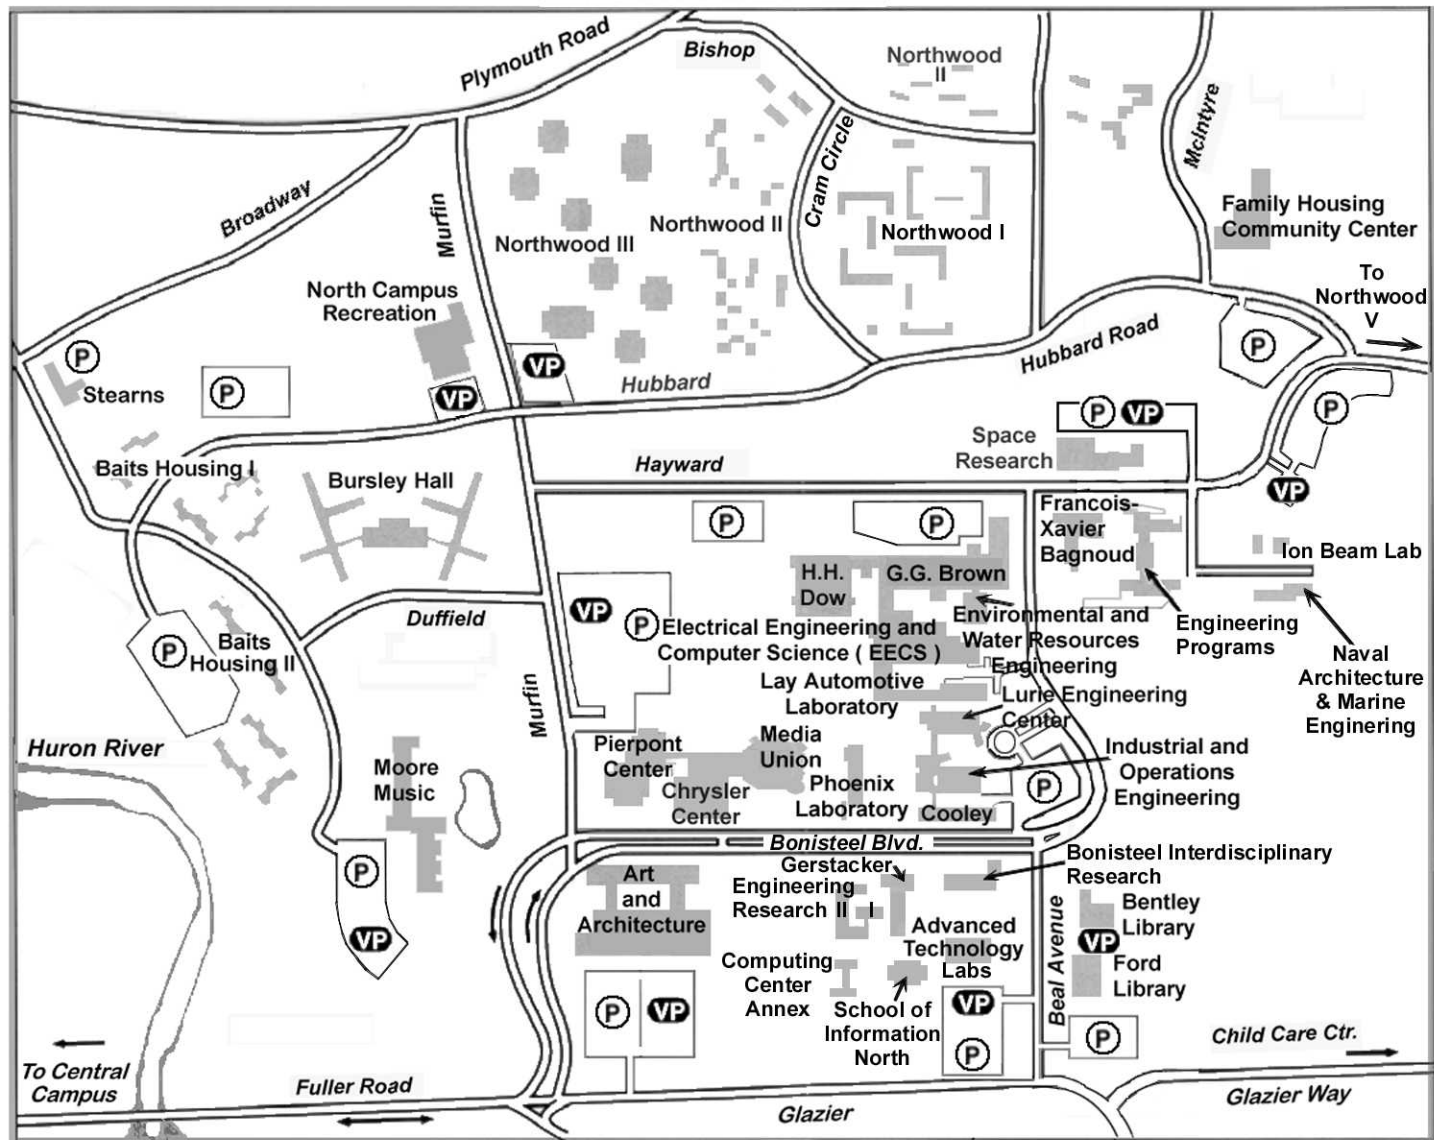 Plymouth Road
Bishop
Northwood
II
McIntyre
Cram Circle
Broadway
Murfin
Northwood III
Northwood II
Northwood I
Family Housing
Community Center
To
Northwood
V
North Campus
Recreation
Hubbard Road
P
P
Stearns
P
VP
VP
Hubbard
P
P
VP
Space
Research
Baits Housing I
Bursley Hall
Hayward
VP
P
P
Francois-
Xavier
Bagnoud
Ion Beam Lab
H.H.
Dow
G.G. Brown
VP
P
Duffield
Electrical Engineering and
Computer Science ( EECS )
Environmental and
Water Resources
Engineering
Engineering
Programs
Naval
Architecture
& Marine
Enginering
P
Baits
Housing II
Lay Automotive
Laboratory
Lurie Engineering
Center
Murfin
Huron River
Moore
Music
Pierpont
Center
Media
Union
Chrysler
Center
Phoenix
Laboratory
Cooley
P
Industrial and
Operations
Engineering
Bonisteel Blvd.
P
VP
Art
and
Architecture
Gerstacker
Engineering
Research II I
Bonisteel Interdisciplinary
Research
Bentley
Library
VP
Ford
Library
Advanced
Technology
Labs
Beal Avenue
Computing
Center
Annex
School of
Information
North
P
VP
VP
P
P
Child Care Ctr.
To Central
Campus
Fuller Road
Glazier
Glazier Way